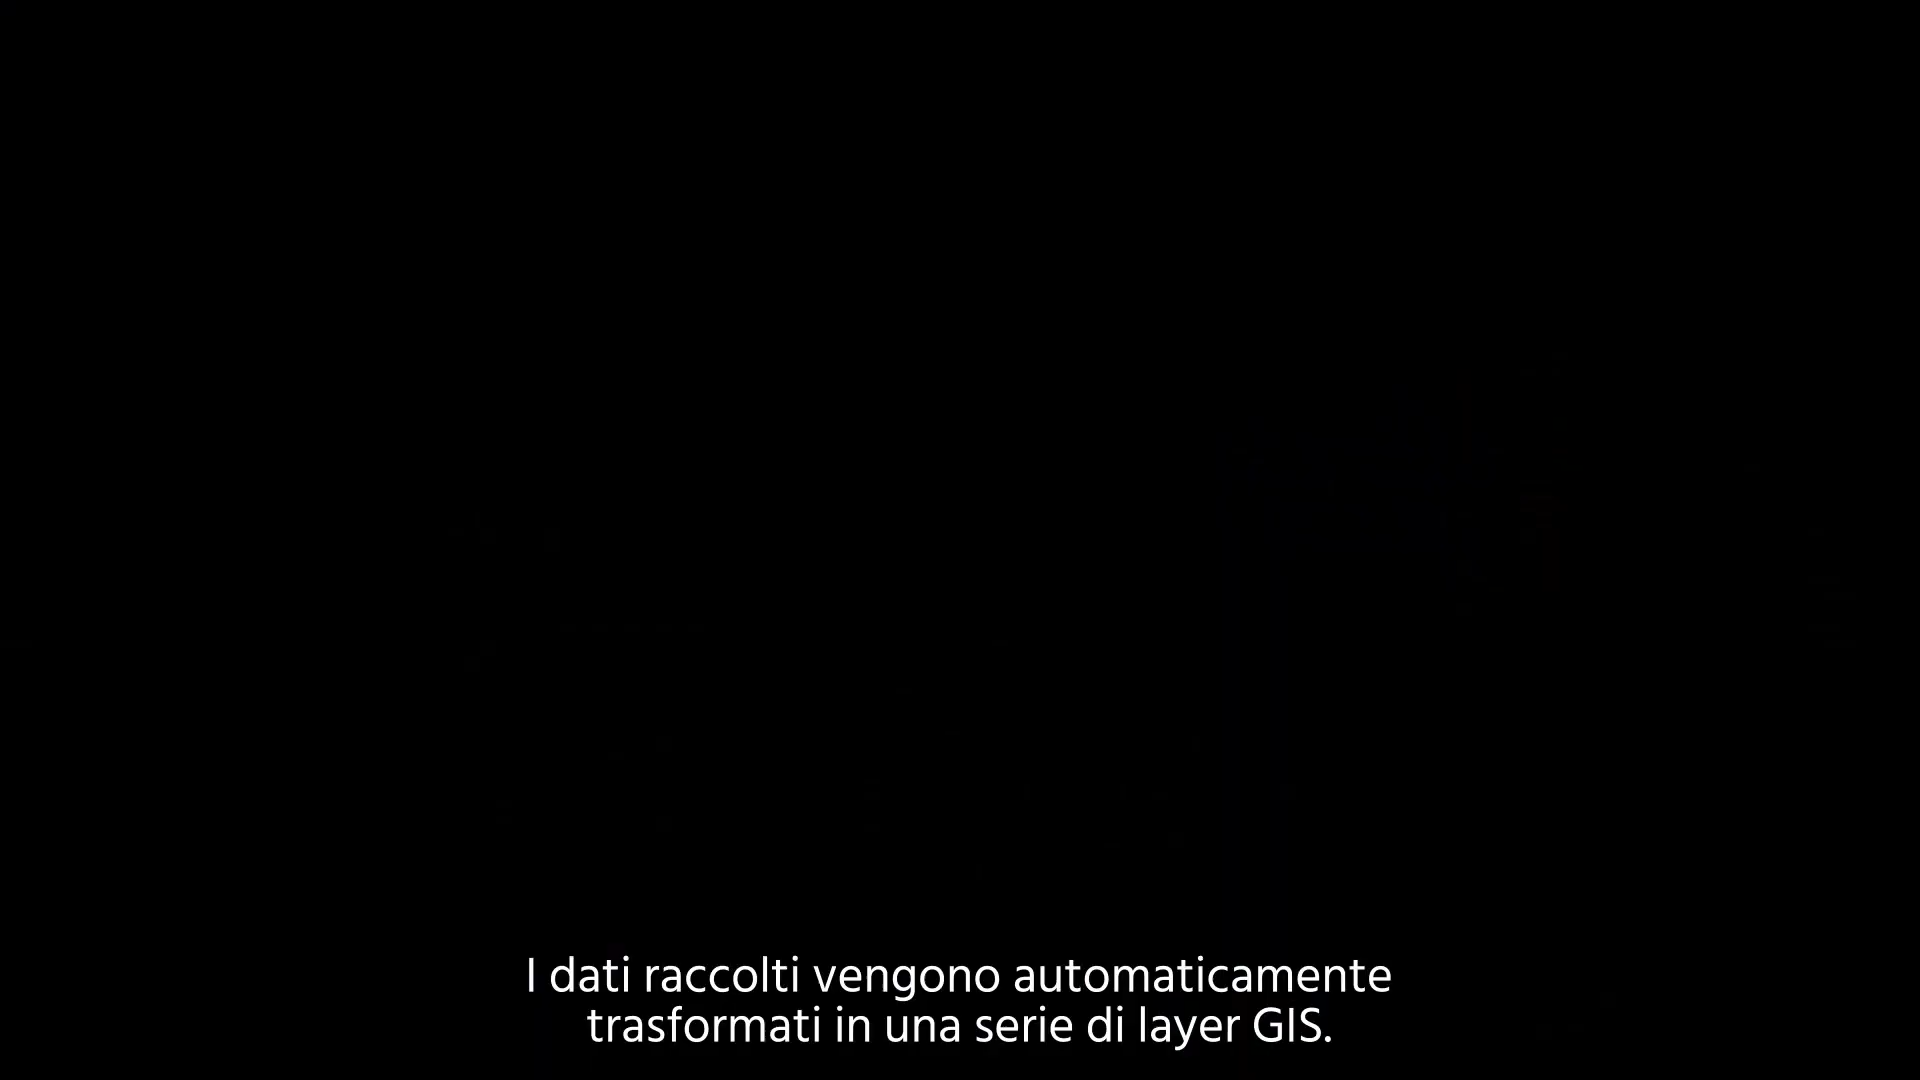 I dati raccolti vengono automaticamente
trasformati in una serie di layer GIS.